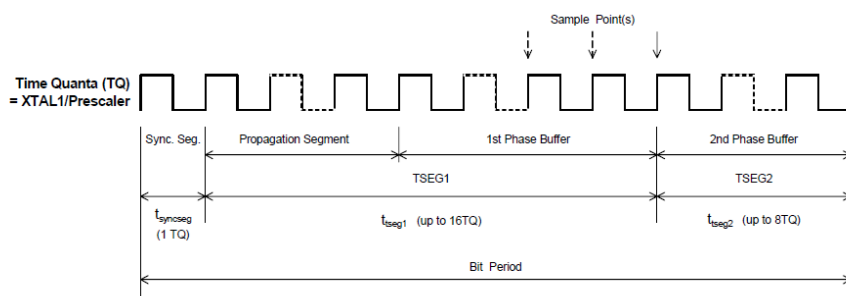 Sample Point(s)
Time Quanta (TQ)
= XTAL1/Prescaler
Sync. Seg. Propagation Segment 1st Phase Buffer 2nd Phase Buffer
TSEG1 TSEG2
tsyncseg
(1 TQ)
ttseg1 (up to 16TQ) ttseg2 (up to 8TQ)
Bit Period